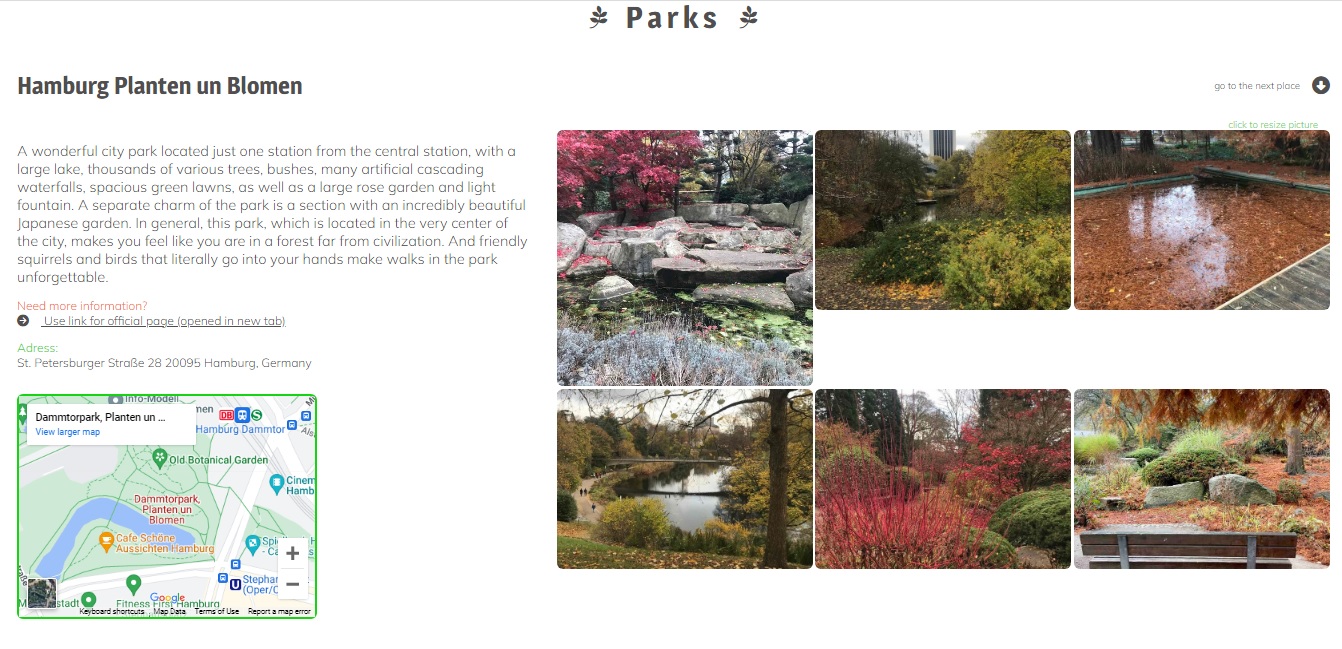 Parks
Hamburg Planten un Blomen
go to the next place
click to resize picture
A wonderful city park located just one station from the central station, with a
large lake, thousands of various trees, bushes, many artificial cascading
waterfalls, spacious green lawns, as well as a large rose garden and light
fountain. A separate charm of the park is a section with an incredibly beautiful
Japanese garden. In general, this park, which is located in the very center of
the city, makes you feel like you are in a forest far from civilization. And friendly
squirrels and birds that literally go into your hands make walks in the park
unforgettable.
Need more information?
Use link for official page (opened in new tab)
Adress:
St. Petersburger Straße 28 20095 Hamburg, Germany
Info-Modell
Dammtorpark, Planten un ...
View larger map
men
DB
S
Hamburg Dammtor
Als
Old Botanical Garden
Cinem
Hamb
Dammtorpark,
Planten un
Blomen
Cafe Schöne
Aussichten Hamburg
Spi
- Ca
+
U
Stephan
(Oper/C
−
stadt
Fitness First Hamburg
Google
Keyboard shortcuts
Map Data
Terms of Use
Report a map error